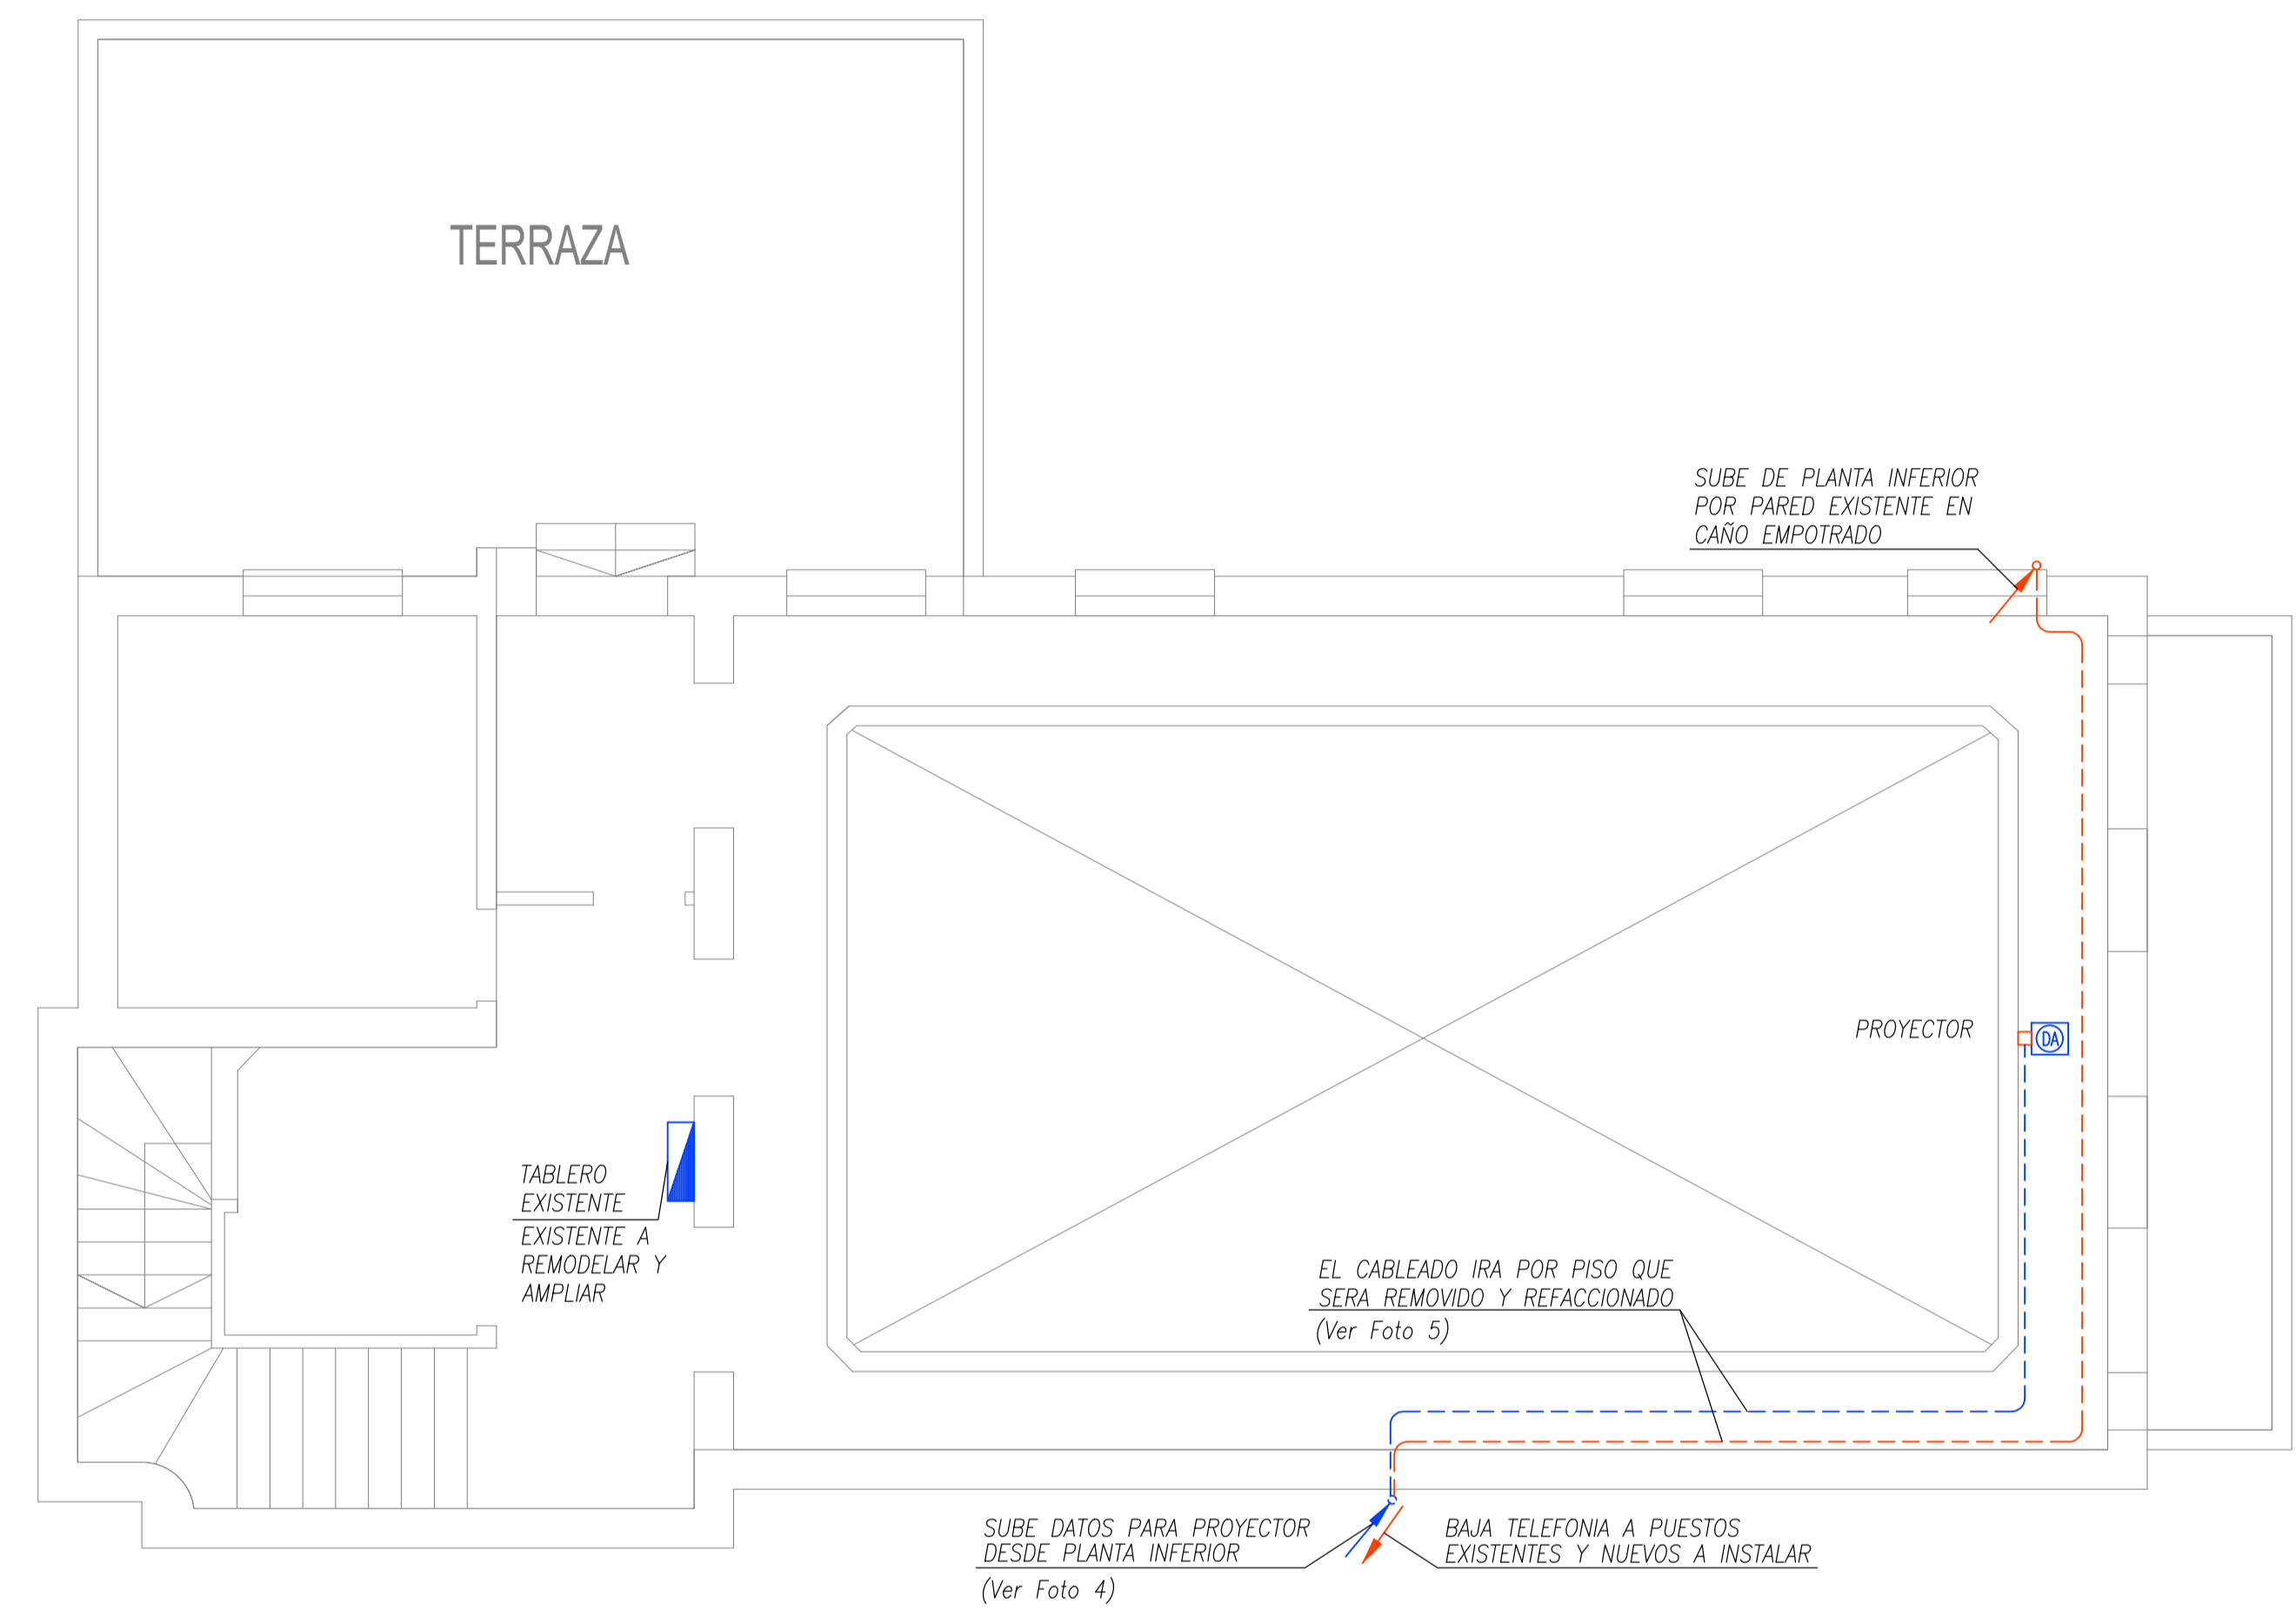 TERRAZA
SUBE DE PLANTA INFERIOR
POR PARED EXISTENTE EN
CAÑO EMPOTRADO
PROYECTOR
DA
TABLERO
EXISTENTE
EXISTENTE A
REMODELAR Y
AMPLIAR
EL CABLEADO IRA POR PISO QUE
SERA REMOVIDO Y REFACCIONADO
(Ver Foto 5)
SUBE DATOS PARA PROYECTOR
DESDE PLANTA INFERIOR
(Ver Foto 4)
BAJA TELEFONIA A PUESTOS
EXISTENTES Y NUEVOS A INSTALAR